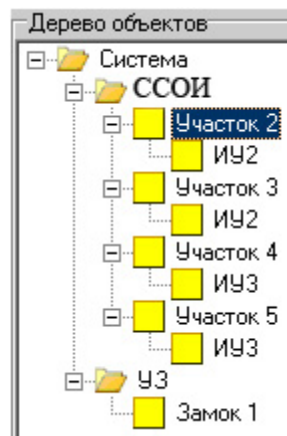 Дерево объектов
Система
ССОИ
Участок 2
ИУ2
Участок 3
ИУ2
Участок 4
ИУ3
Участок 5
ИУ3
УЗ
Замок 1